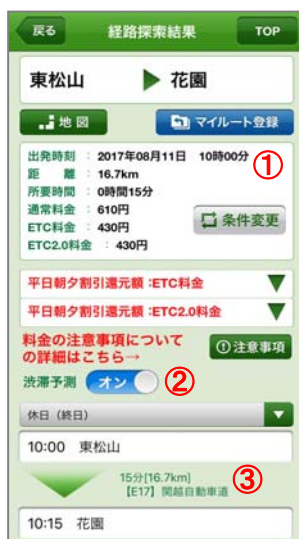 戻る 経路探索結果 TOP
東松山 ▶ 花園
地図 マイルート登録
出発時刻 : 2017年08月11日 10時00分 ①
距 離 : 16.7km
所要時間 : 0時間15分
通常料金 : 610円
ETC料金 : 430円
条件変更
ETC2.0料金 : 430円
平日朝夕割引還元額 :ETC料金 ▼
平日朝夕割引還元額 :ETC2.0料金 ▼
料金の注意事項について
の詳細はこちら→
注意事項
渋滞予測 オン ②
休日（終日） ▼
10:00 東松山
15分[16.7km] ③
【E17】関越自動車道
10:15 花園